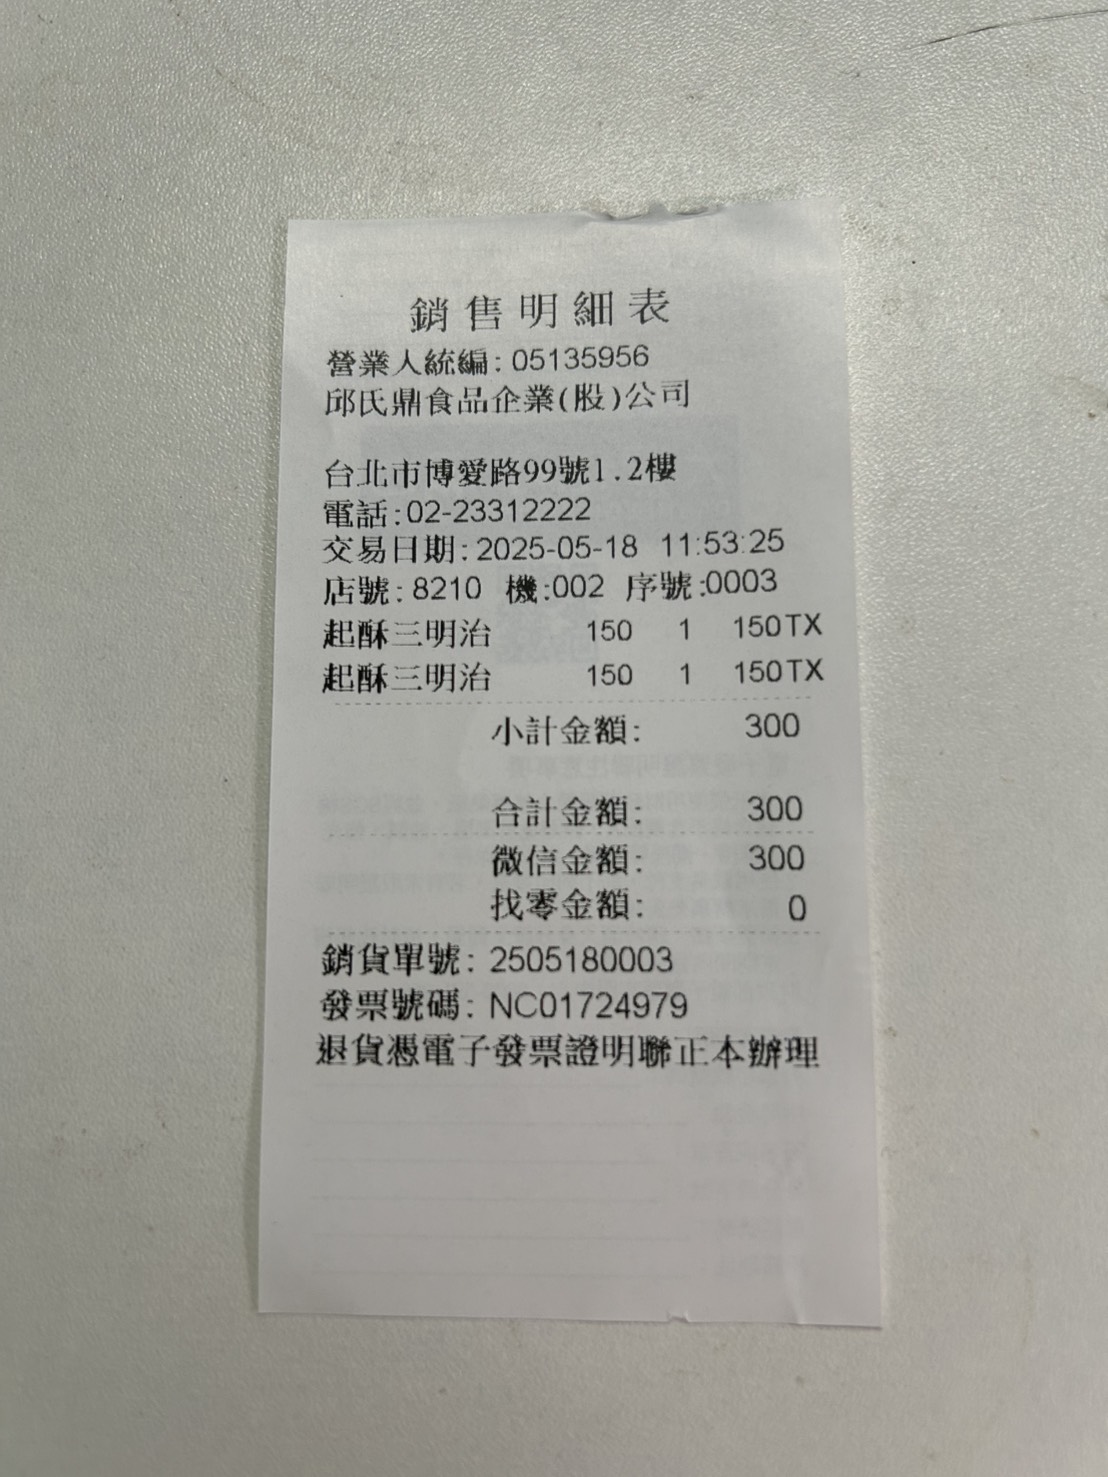 銷售明細表
營業人統編: 05135956
邱氏鼎食品企業(股)公司
台北市博愛路99號1.2樓
電話:02-23312222
交易日期: 2025-05-18 11:53:25
店號: 8210 機:002 序號:0003
起酥三明治 150 1 150TX
起酥三明治 150 1 150TX
小計金額: 300
合計金額: 300
微信金額: 300
找零金額: 0
銷貨單號: 2505180003
發票號碼: NC01724979
退貨憑電子發票證明聯正本辦理